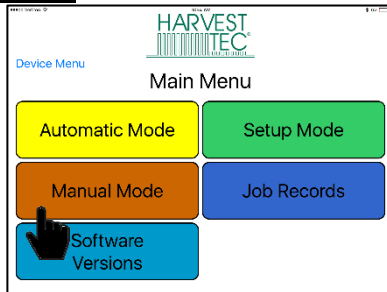 HARVEST
TEC
Device Menu
Main Menu
Automatic Mode
Setup Mode
Manual Mode
Job Records
Software
Versions